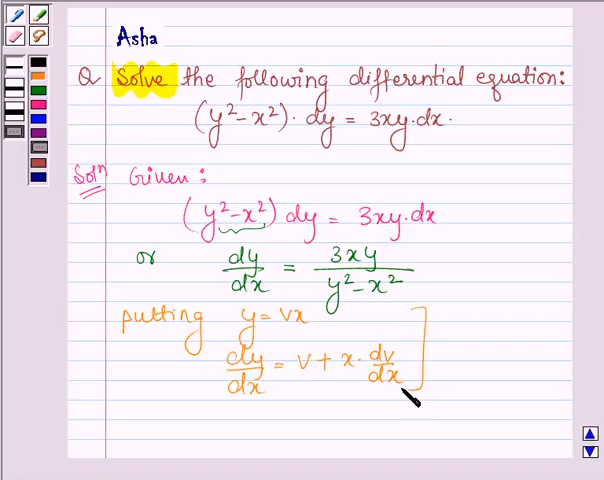 Asha
Q Solve the following differential equation:
(y² – x²) · dy = 3xy · dx ·
Solⁿ Given :
(y² – x²) dy = 3xy · dx
or dy/dx = 3xy/(y² – x²)
putting y = vx
dy/dx = v + x · dv/dx ]